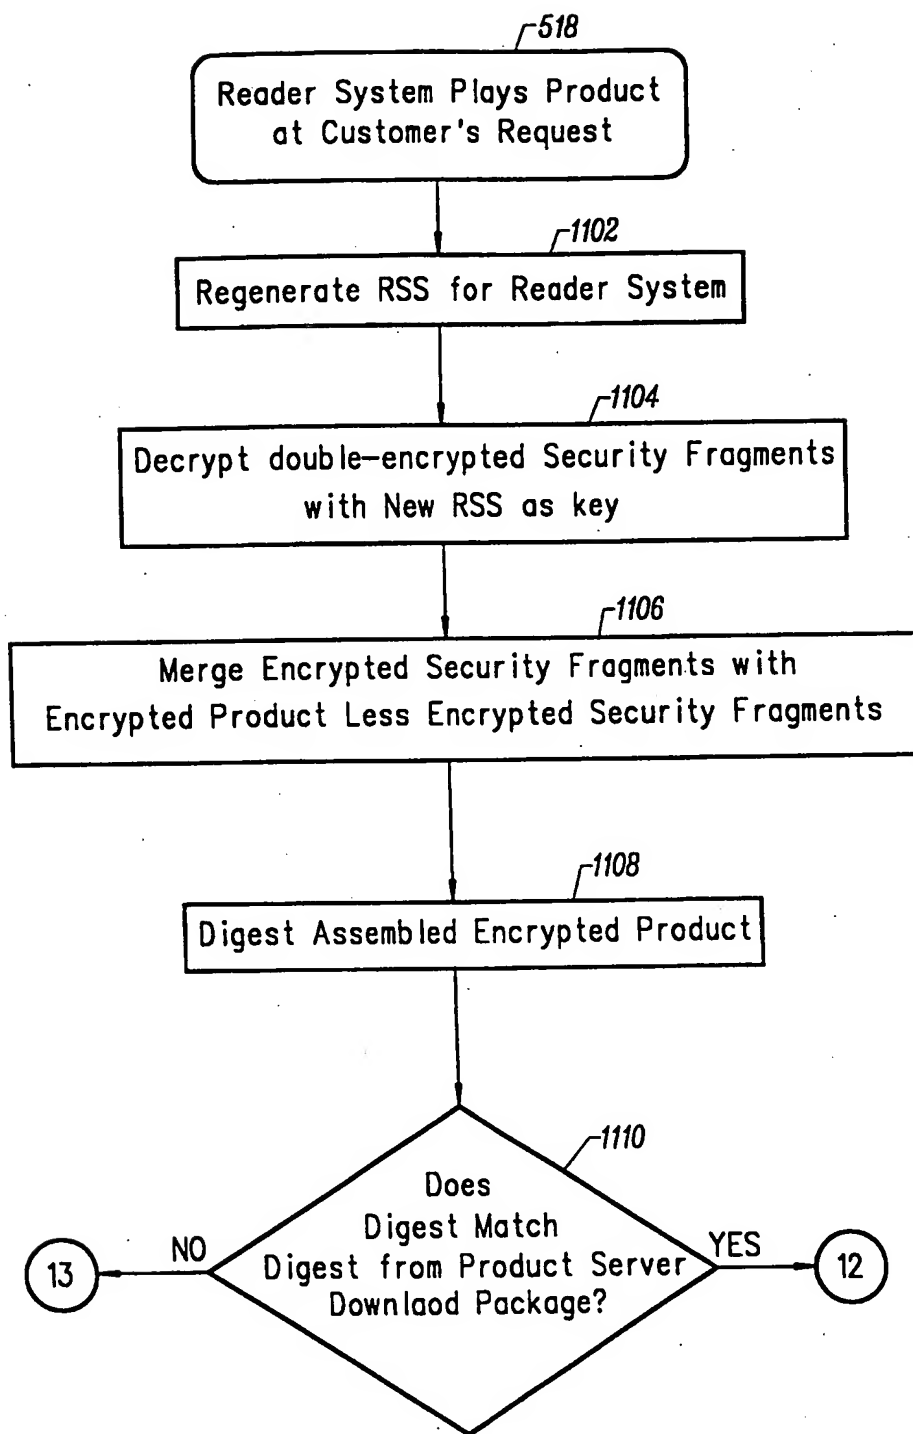 518
Reader System Plays Product
at Customer's Request
1102
Regenerate RSS for Reader System
1104
Decrypt double-encrypted Security Fragments
with New RSS as key
1106
Merge Encrypted Security Fragments with
Encrypted Product Less Encrypted Security Fragments
1108
Digest Assembled Encrypted Product
1110
Does
Digest Match
Digest from Product Server
Downlaod Package?
NO
YES
13
12